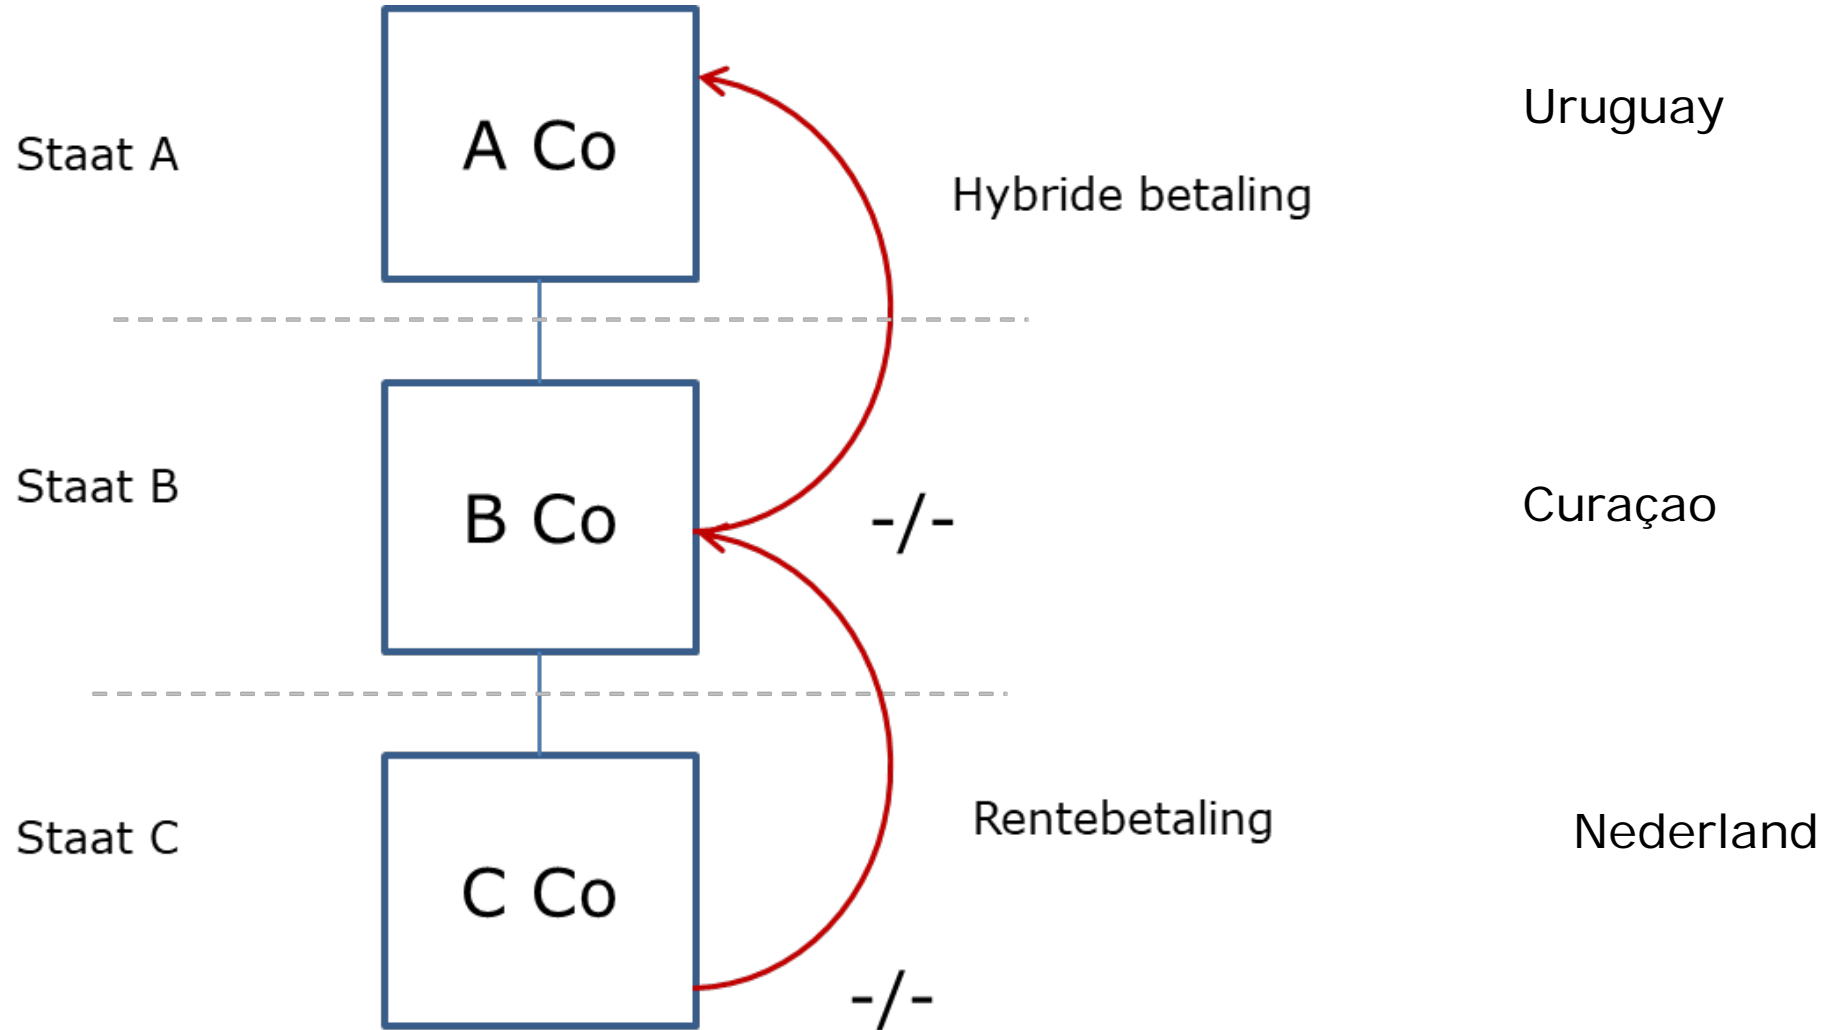 Uruguay
Staat A
A Co
Hybride betaling
Staat B
B Co
-/-
Curaçao
Staat C
C Co
Rentebetaling
Nederland
-/-